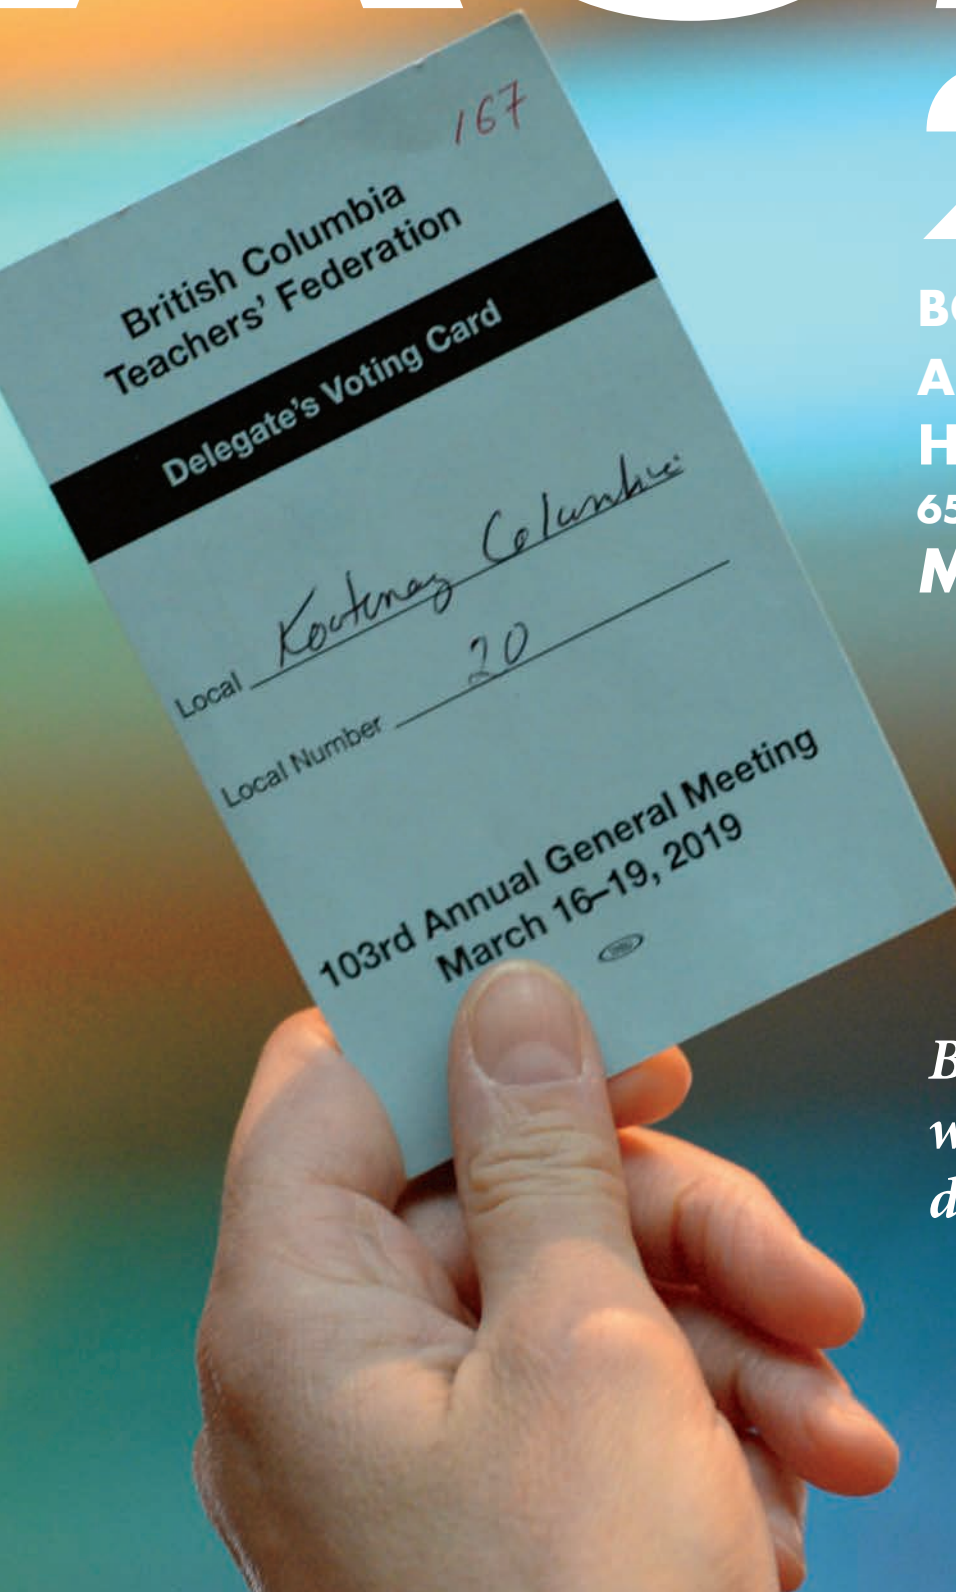 167
British Columbia
Teachers' Federation
Delegate's Voting Card
Local Kootenay Columbia
Local Number 20
103rd Annual General Meeting
March 16–19, 2019